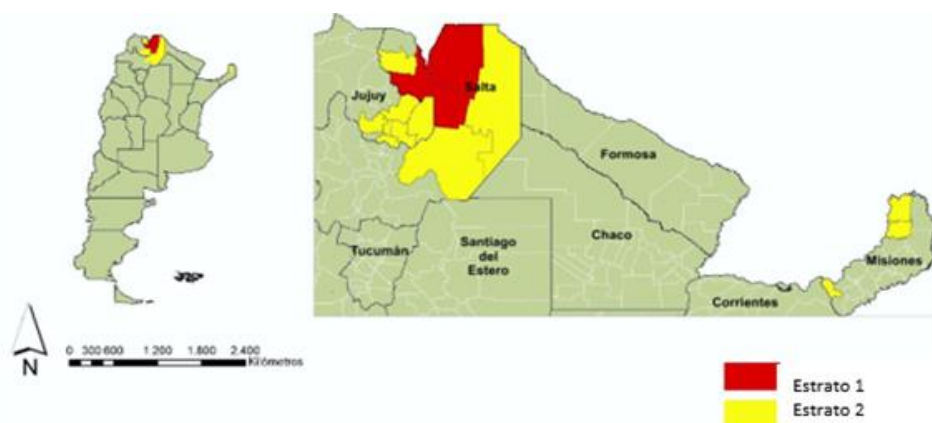 Jujuy
Salta
Formosa
Chaco
Tucumán
Santiago
del
Estero
Misiones
Corrientes
N
0 300 600 1.200 1.800 2.400
Kilómetros
Estrato 1
Estrato 2